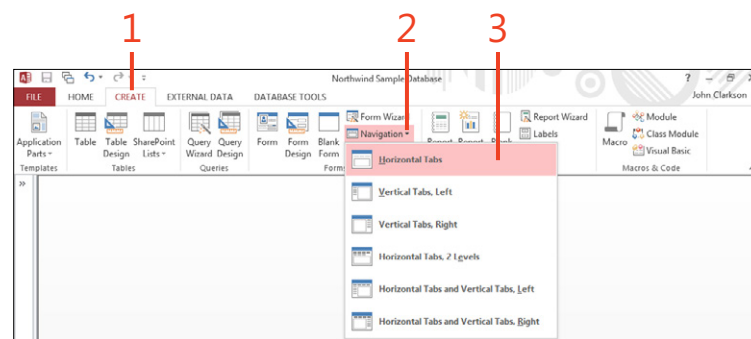 1 2 3
Northwind Sample Database
?
FILE HOME CREATE EXTERNAL DATA DATABASE TOOLS John Clarkson
Application Parts
Table
Table Design
SharePoint Lists
Query Wizard
Query Design
Form
Form Design
Blank Form
Form Wizard
Navigation
Report Wizard
Labels
Macro
Module
Class Module
Visual Basic
Templates Tables Queries Forms Macros & Code
Horizontal Tabs
Vertical Tabs, Left
Vertical Tabs, Right
Horizontal Tabs, 2 Levels
Horizontal Tabs and Vertical Tabs, Left
Horizontal Tabs and Vertical Tabs, Right